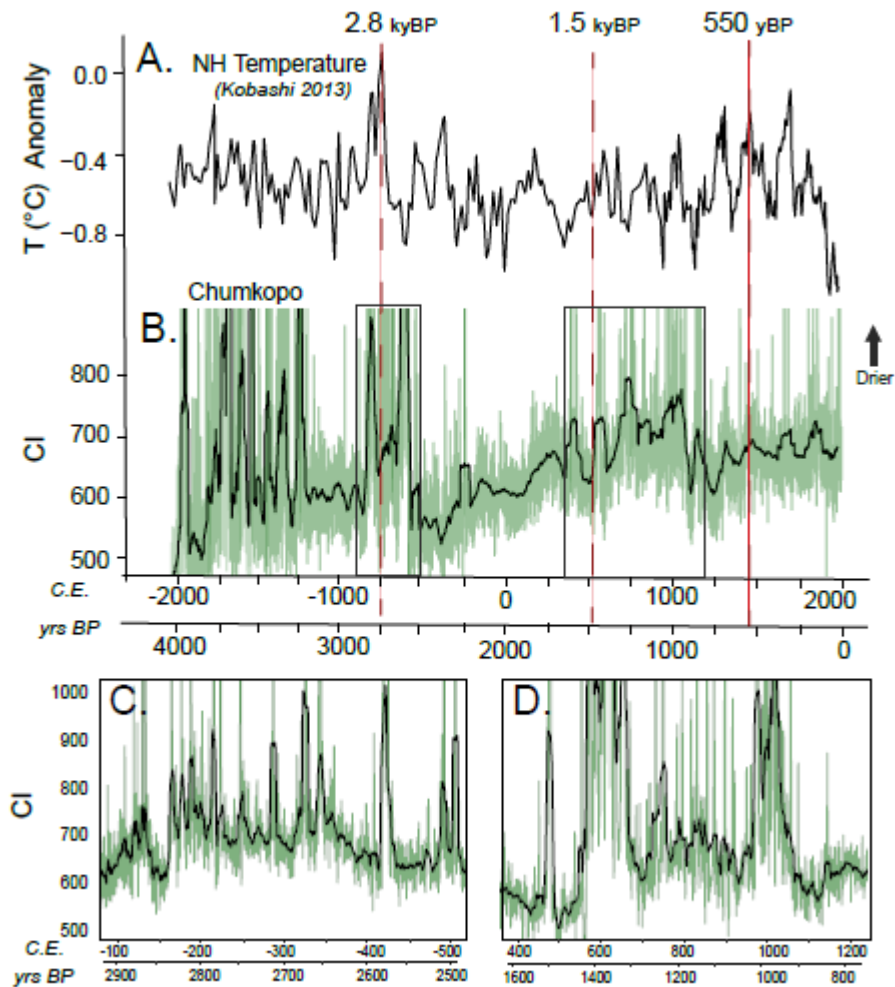 2.8 kyBP 1.5 kyBP 550 yBP
A. NH Temperature
(Kobashi 2013)
T (°C) Anomaly
0.0
−0.4
−0.8
Chumkopo
B.
Drier
CI
800
700
600
500
C.E. -2000 -1000 0 1000 2000
yrs BP 4000 3000 2000 1000 0
C.
CI
1000
900
800
700
600
500
C.E. -100 -200 -300 -400 -500
yrs BP 2900 2800 2700 2600 2500
D.
400 600 800 1000 1200
1600 1400 1200 1000 800